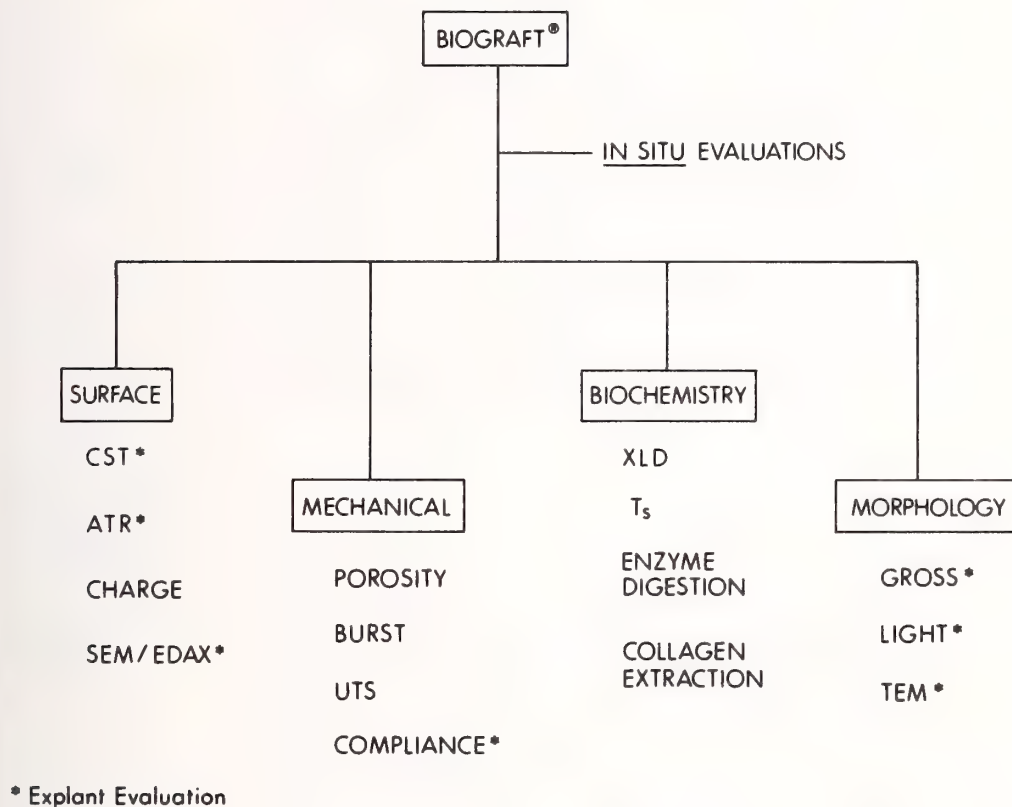 BIOGRAFT®
IN SITU EVALUATIONS
SURFACE
CST*
ATR*
CHARGE
SEM/EDAX*
MECHANICAL
POROSITY
BURST
UTS
COMPLIANCE*
BIOCHEMISTRY
XLD
Ts
ENZYME
DIGESTION
COLLAGEN
EXTRACTION
MORPHOLOGY
GROSS*
LIGHT*
TEM*
* Explant Evaluation